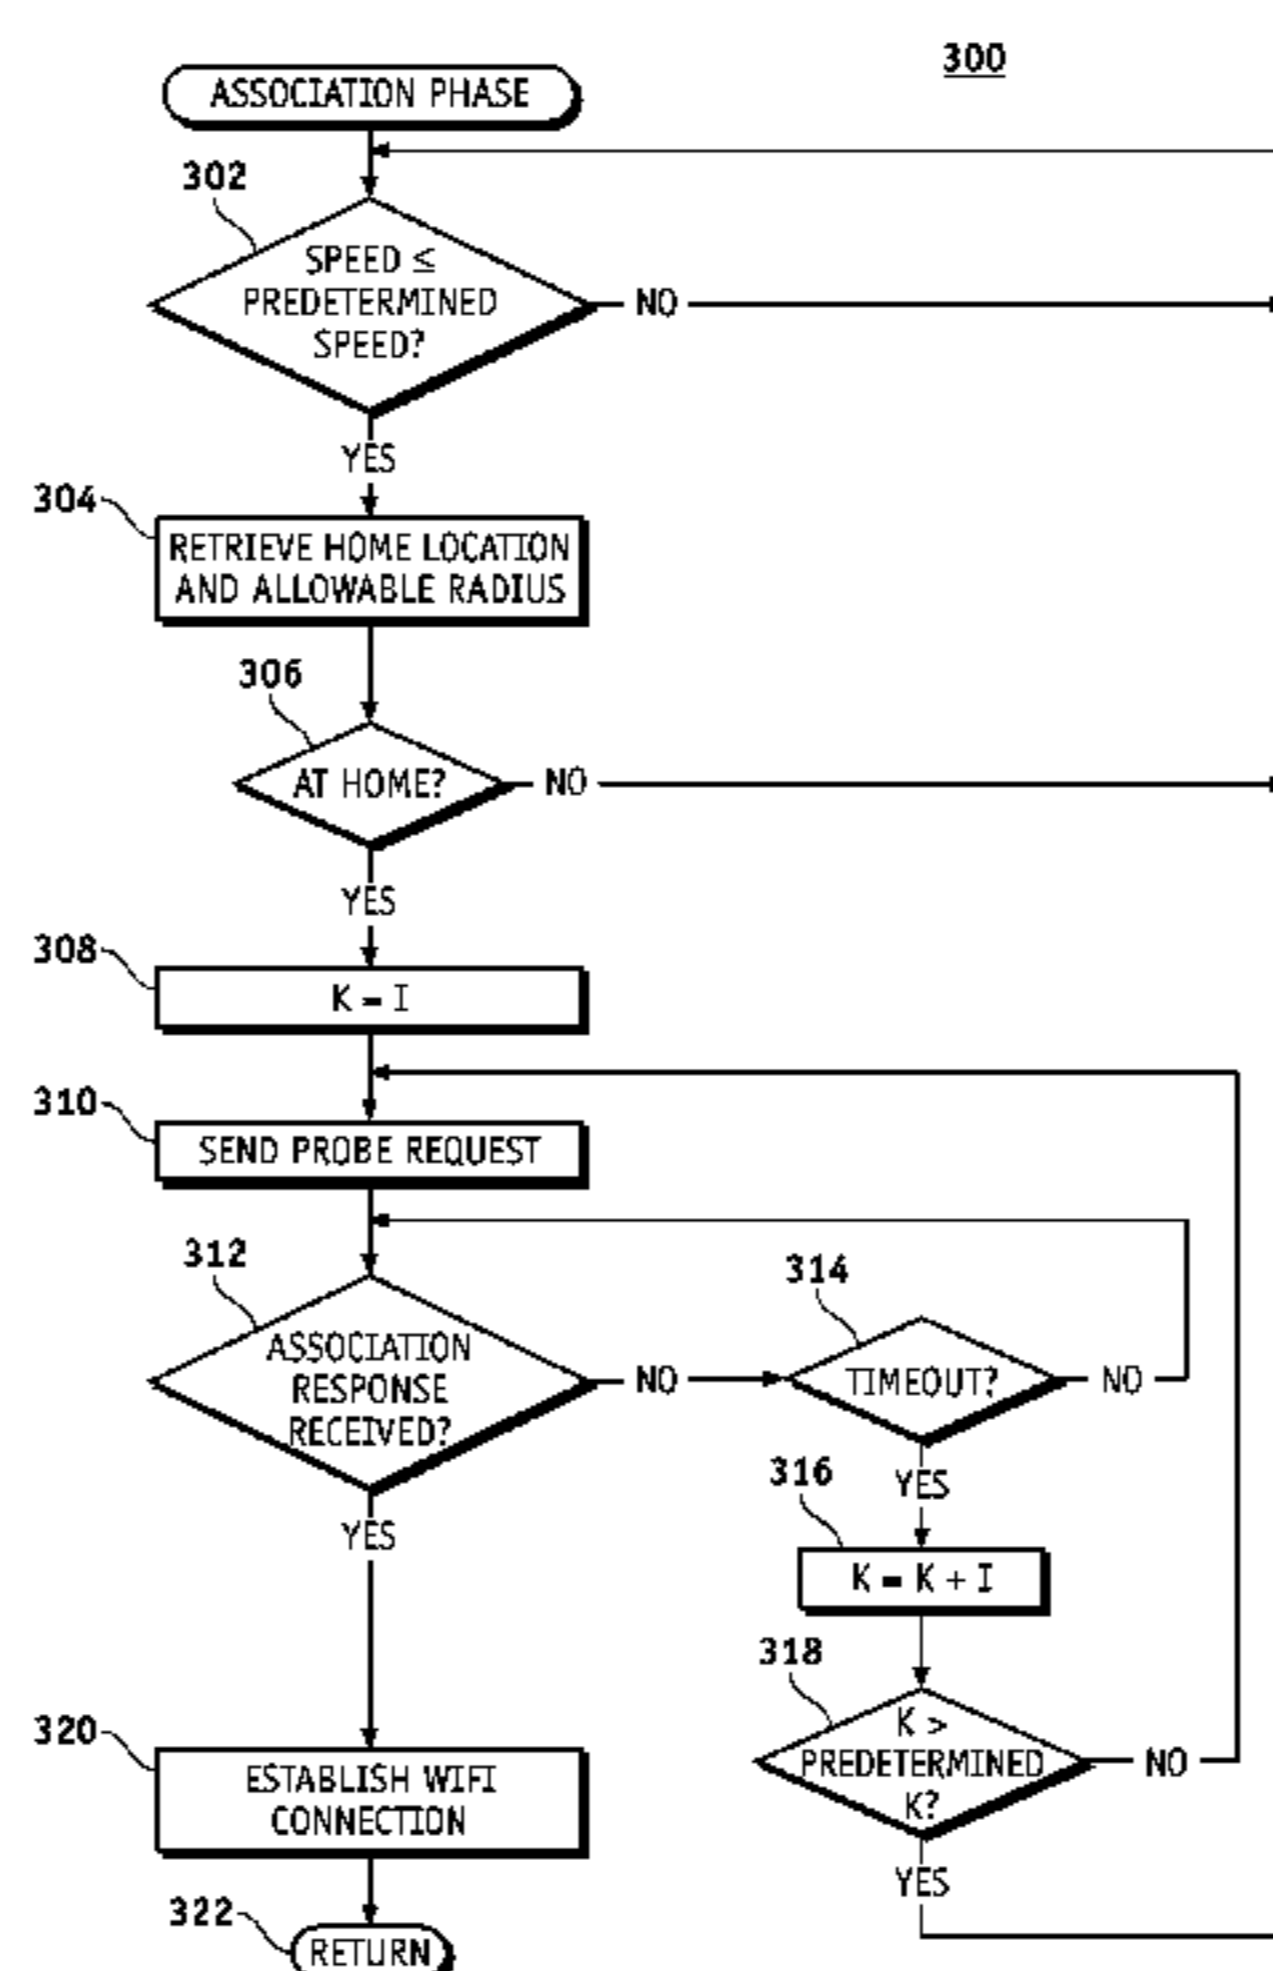 300
ASSOCIATION PHASE
302
SPEED ≤
PREDETERMINED
SPEED?
NO
YES
304
RETRIEVE HOME LOCATION
AND ALLOWABLE RADIUS
306
AT HOME?
NO
YES
308
K = I
310
SEND PROBE REQUEST
312
ASSOCIATION
RESPONSE
RECEIVED?
NO
314
TIMEOUT?
NO
YES
316
K = K + I
318
K >
PREDETERMINED
K?
NO
YES
YES
320
ESTABLISH WIFI
CONNECTION
322
RETURN